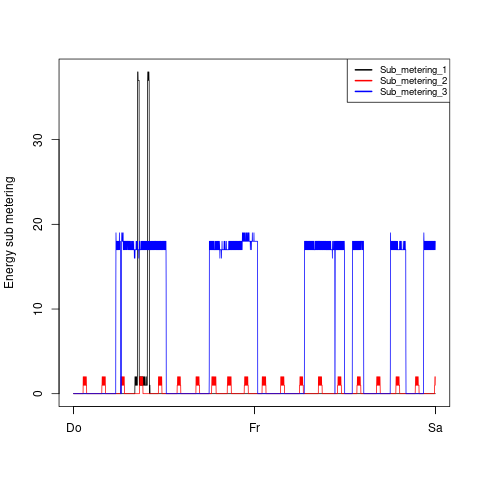 Sub_metering_1
Sub_metering_2
Sub_metering_3
Energy sub metering
30
20
10
0
Do Fr Sa